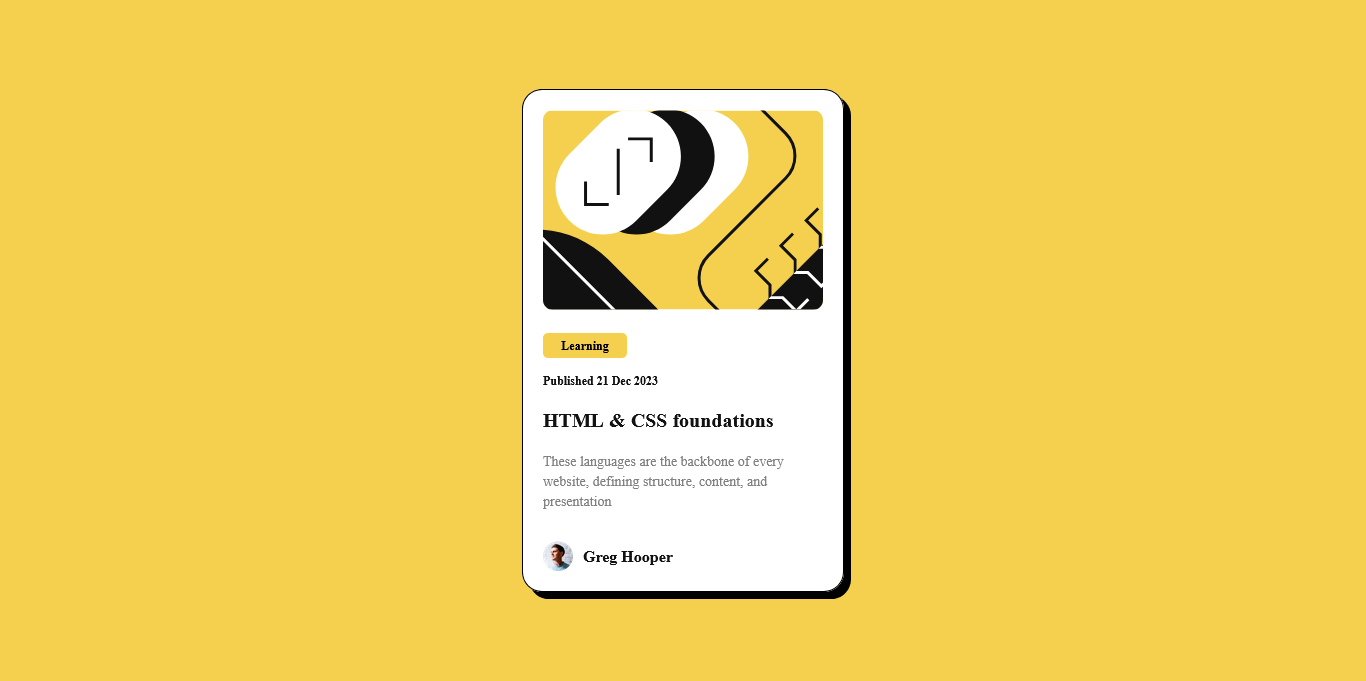 Learning
Published 21 Dec 2023
HTML & CSS foundations
These languages are the backbone of every
website, defining structure, content, and
presentation
Greg Hooper